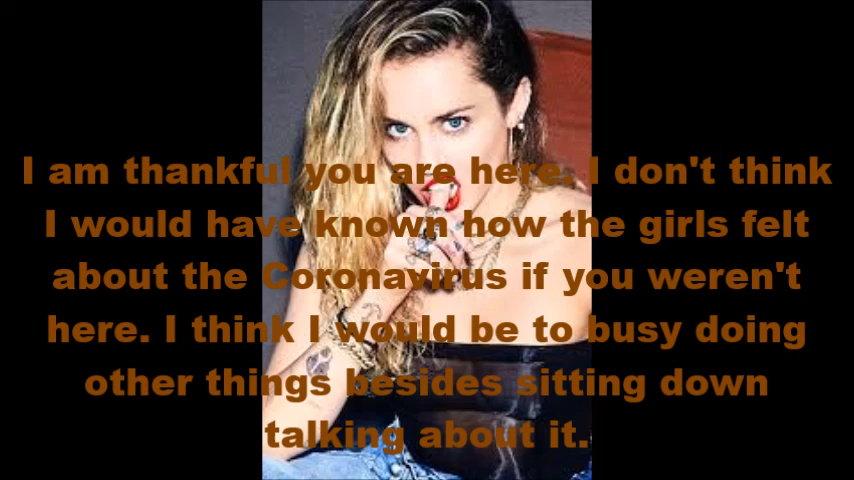 I am thankful you are here. I don't think
I would have known how the girls felt
about the Coronavirus if you weren't
here. I think I would be to busy doing
other things besides sitting down
talking about it.